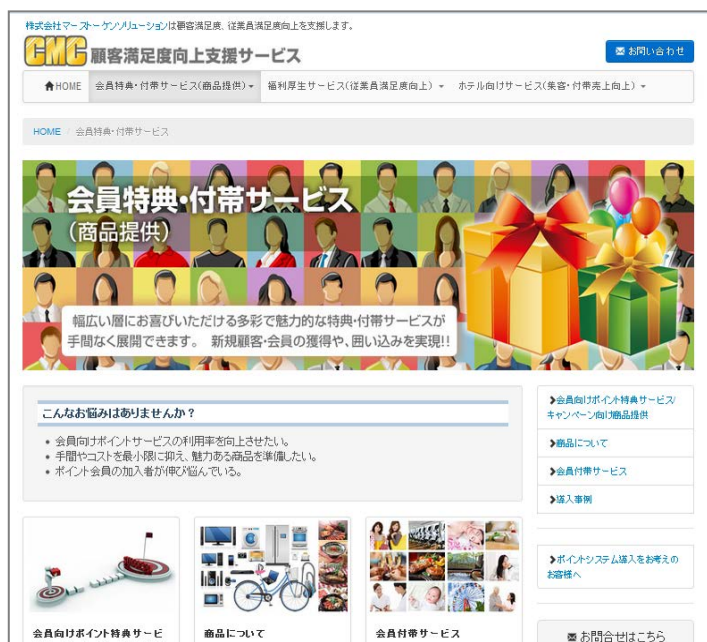 株式会社マーストーケンソリューションは顧客満足度、従業員満足度向上を支援します。
CMC 顧客満足度向上支援サービス
お問い合わせ
HOME 会員特典・付帯サービス(商品提供) 福利厚生サービス(従業員満足度向上) ホテル向けサービス(集客・付帯売上向上)
HOME / 会員特典・付帯サービス
会員特典・付帯サービス
(商品提供)
幅広い層にお喜びいただける多彩で魅力的な特典・付帯サービスが
手間なく展開できます。 新規顧客・会員の獲得や、囲い込みを実現!!
こんなお悩みはありませんか?
• 会員向けポイントサービスの利用率を向上させたい。
• 手間やコストを最小限に抑え、魅力ある商品を準備したい。
• ポイント会員の加入者が伸び悩んでいる。
会員向けポイント特典サービス/
キャンペーン向け商品提供
商品について
会員付帯サービス
導入事例
ポイントシステム導入をお考えの
お客様へ
会員向けポイント特典サービ
商品について
会員付帯サービス
お問合せはこちら